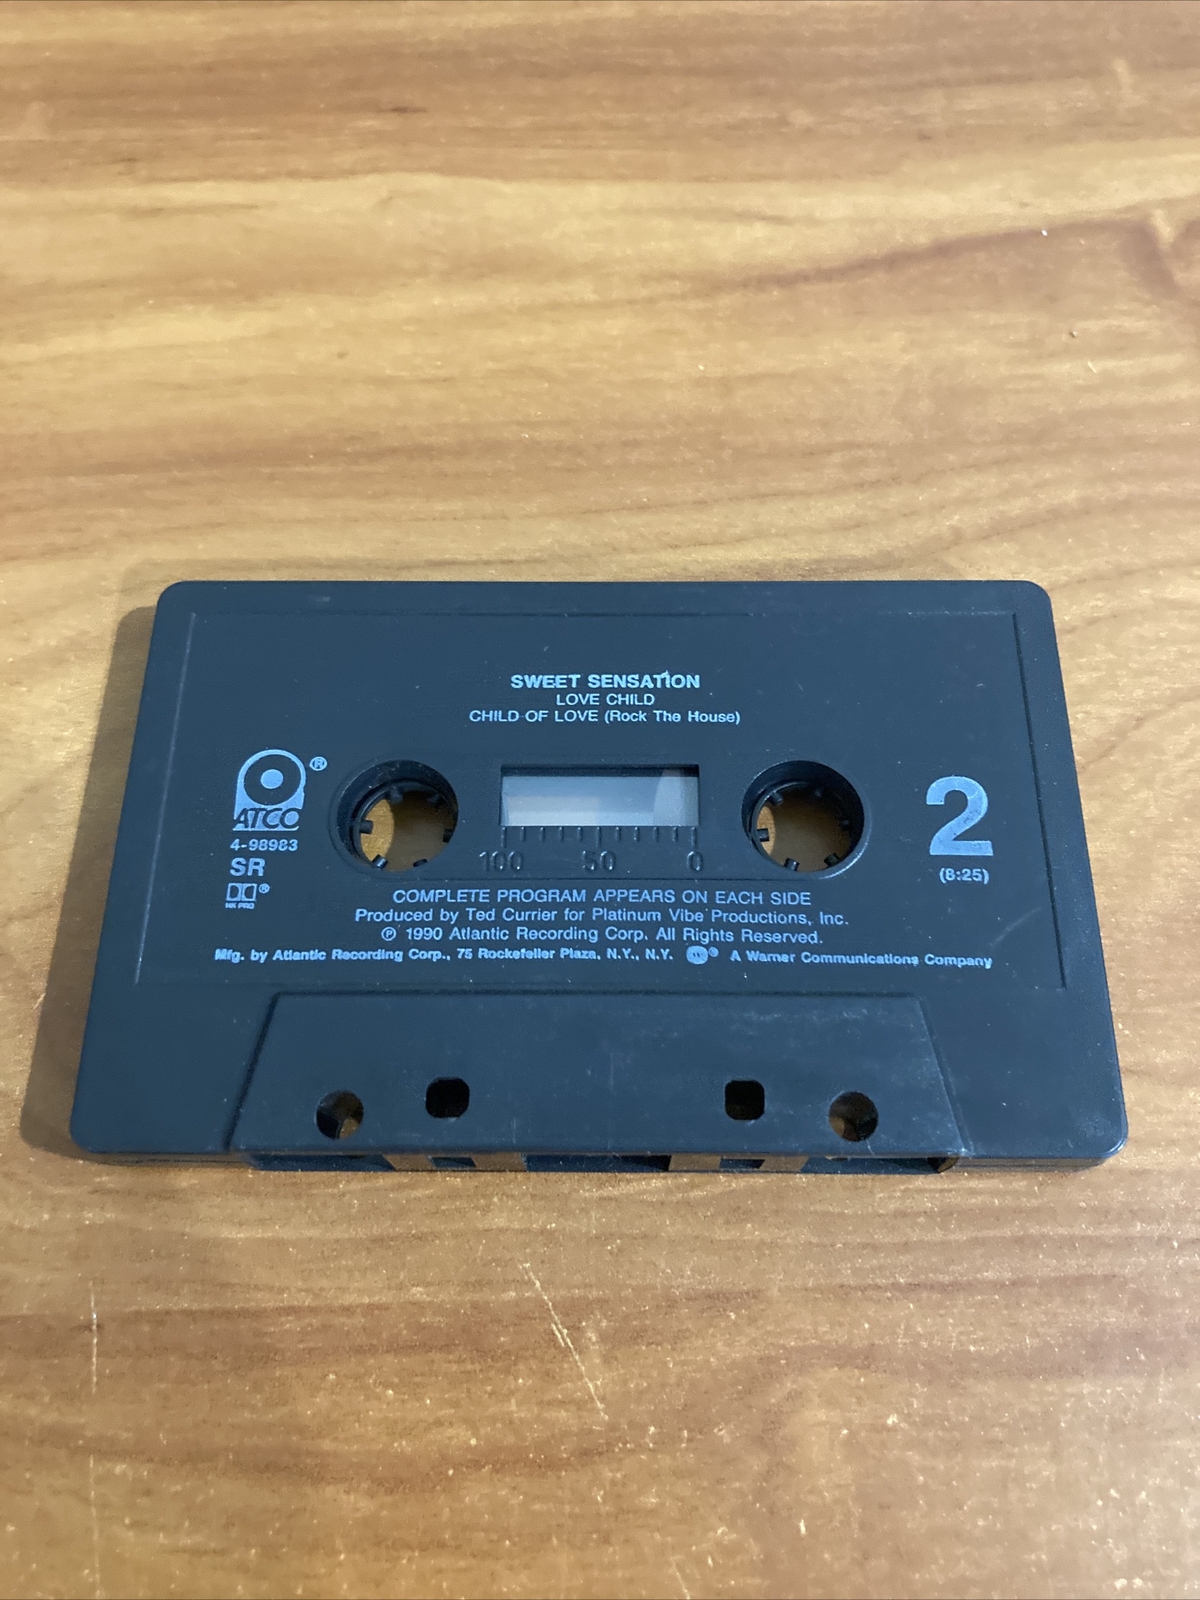 SWEET SENSATION
LOVE CHILD
CHILD OF LOVE (Rock The House)
ATCO ®
4-98983
SR
®
HX PRO
100 50 0
2
(8:25)
COMPLETE PROGRAM APPEARS ON EACH SIDE
Produced by Ted Currier for Platinum Vibe Productions, Inc.
℗ 1990 Atlantic Recording Corp. All Rights Reserved.
Mfg. by Atlantic Recording Corp., 75 Rockefeller Plaza, N.Y., N.Y. ® A Warner Communications Company